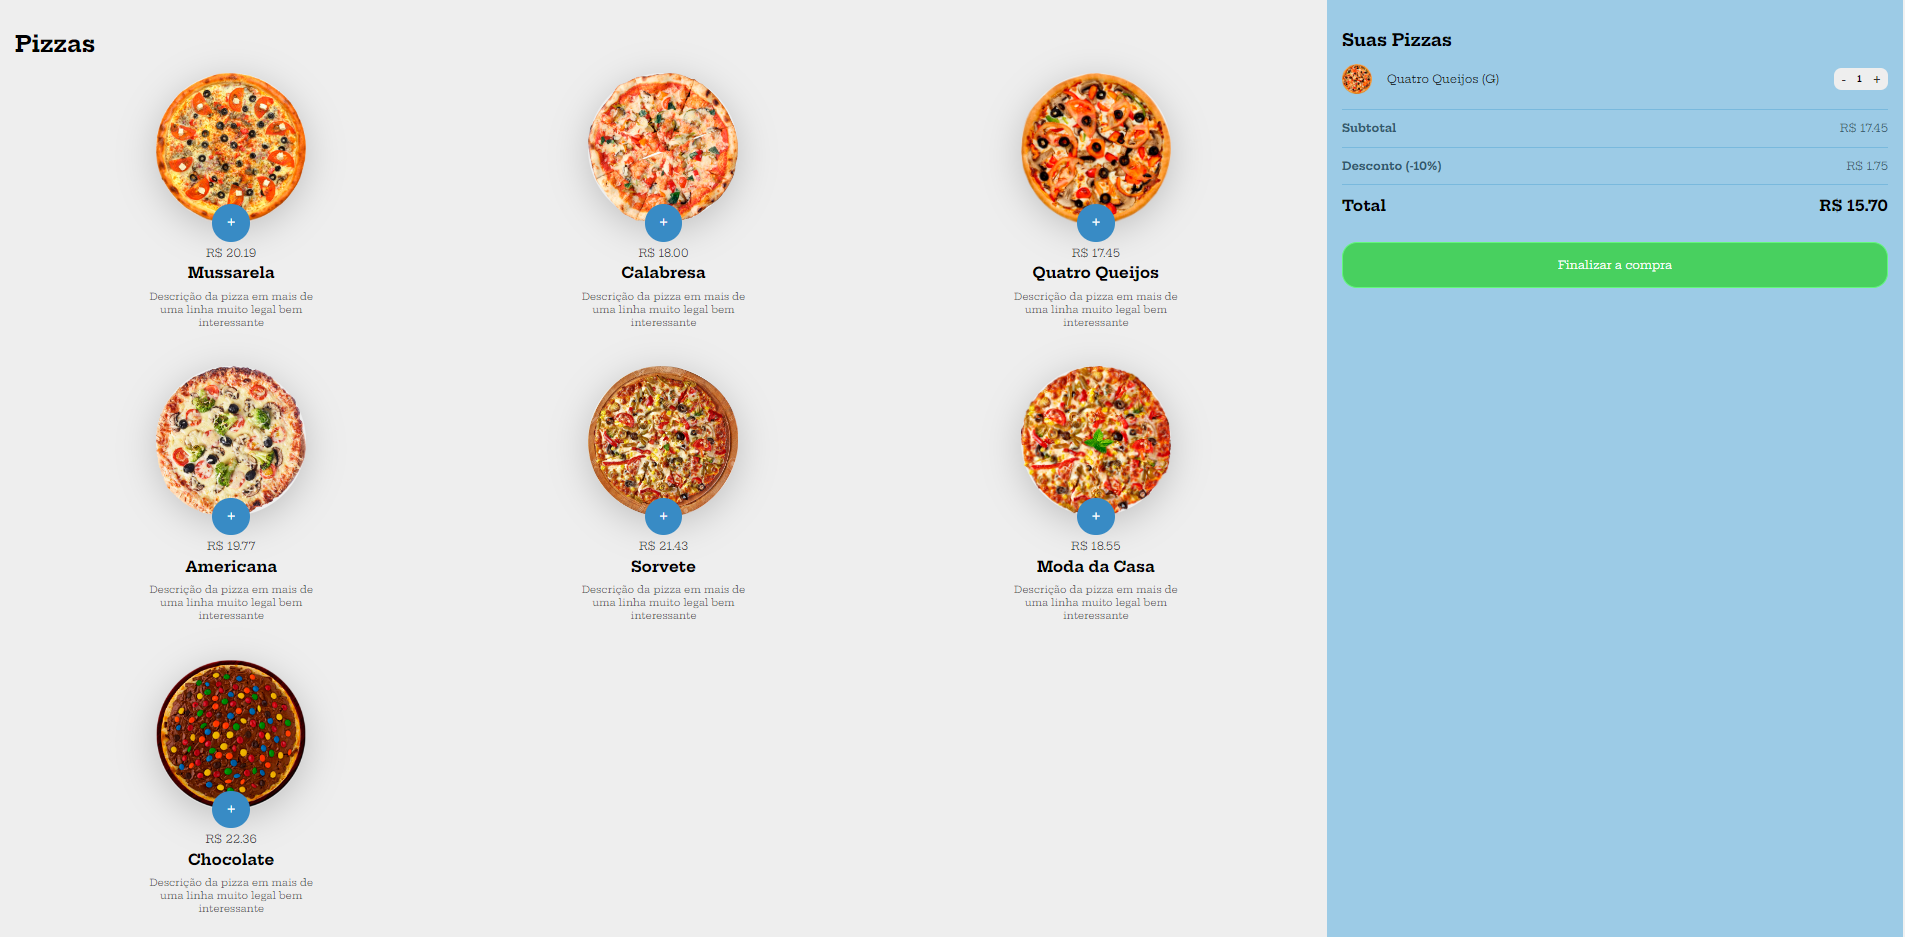 Pizzas
+
R$ 20.19
Mussarela
Descrição da pizza em mais de
uma linha muito legal bem
interessante
+
R$ 18.00
Calabresa
Descrição da pizza em mais de
uma linha muito legal bem
interessante
+
R$ 17.45
Quatro Queijos
Descrição da pizza em mais de
uma linha muito legal bem
interessante
+
R$ 19.77
Americana
Descrição da pizza em mais de
uma linha muito legal bem
interessante
+
R$ 21.43
Sorvete
Descrição da pizza em mais de
uma linha muito legal bem
interessante
+
R$ 18.55
Moda da Casa
Descrição da pizza em mais de
uma linha muito legal bem
interessante
+
R$ 22.36
Chocolate
Descrição da pizza em mais de
uma linha muito legal bem
interessante
Suas Pizzas
Quatro Queijos (G) - 1 +
Subtotal R$ 17.45
Desconto (-10%) R$ 1.75
Total R$ 15.70
Finalizar a compra